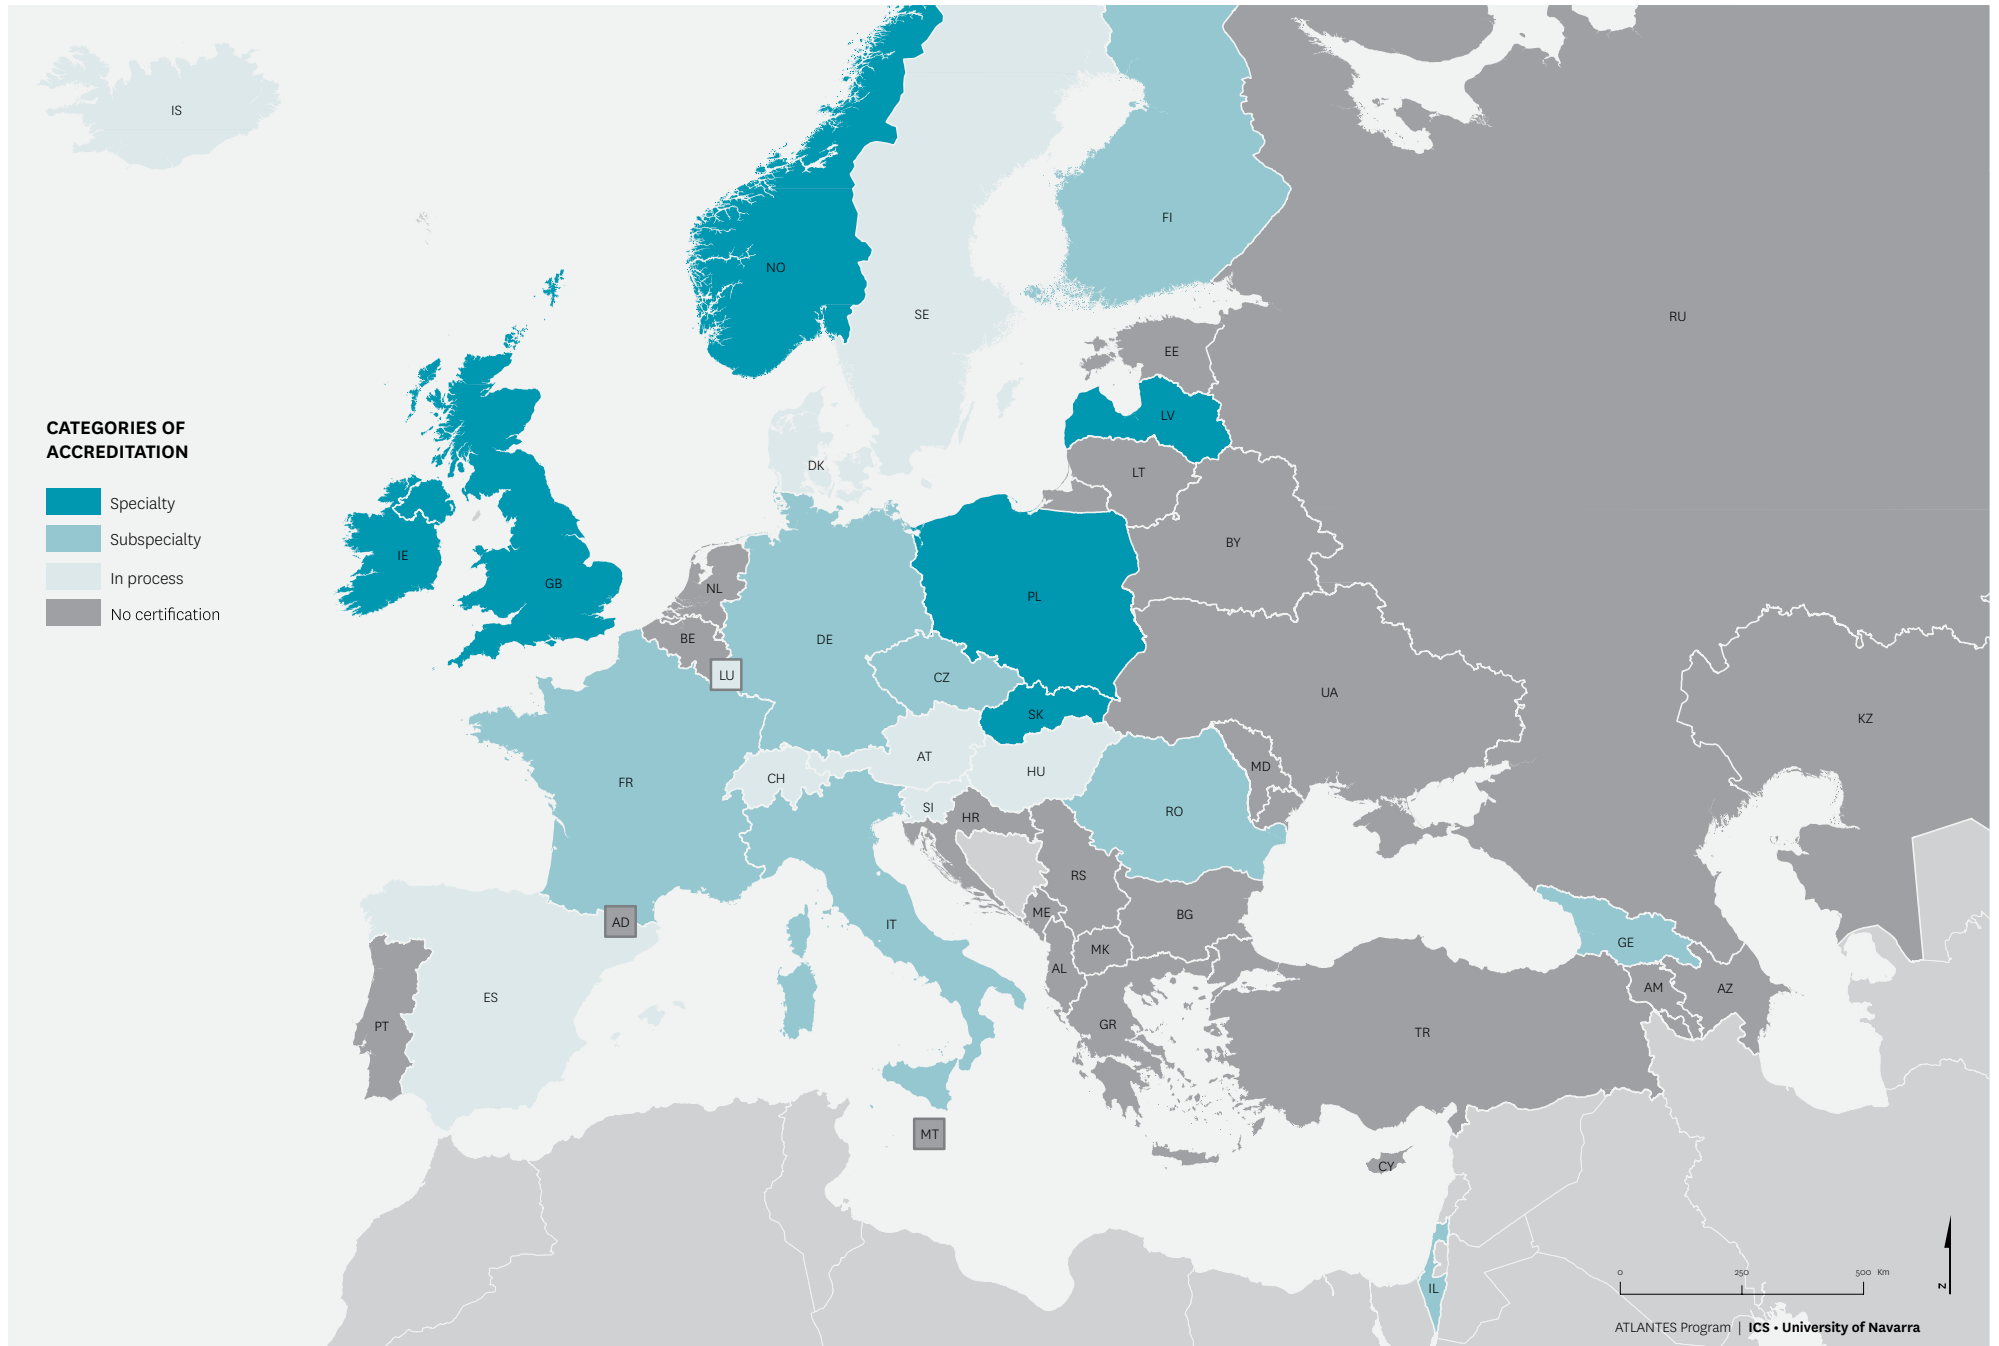 IS
NO
FI
SE
RU
EE
LV
CATEGORIES OF
ACCREDITATION
Specialty
Subspecialty
In process
No certification
DK
LT
BY
IE
GB
NL
PL
BE
DE
LU
CZ
UA
SK
KZ
AT
HU
CH
MD
FR
SI
HR
RO
RS
AD
ME
BG
IT
MK
GE
AL
AM
AZ
ES
PT
GR
TR
MT
CY
IL
0 250 500 Km
N
ATLANTES Program | ICS • University of Navarra